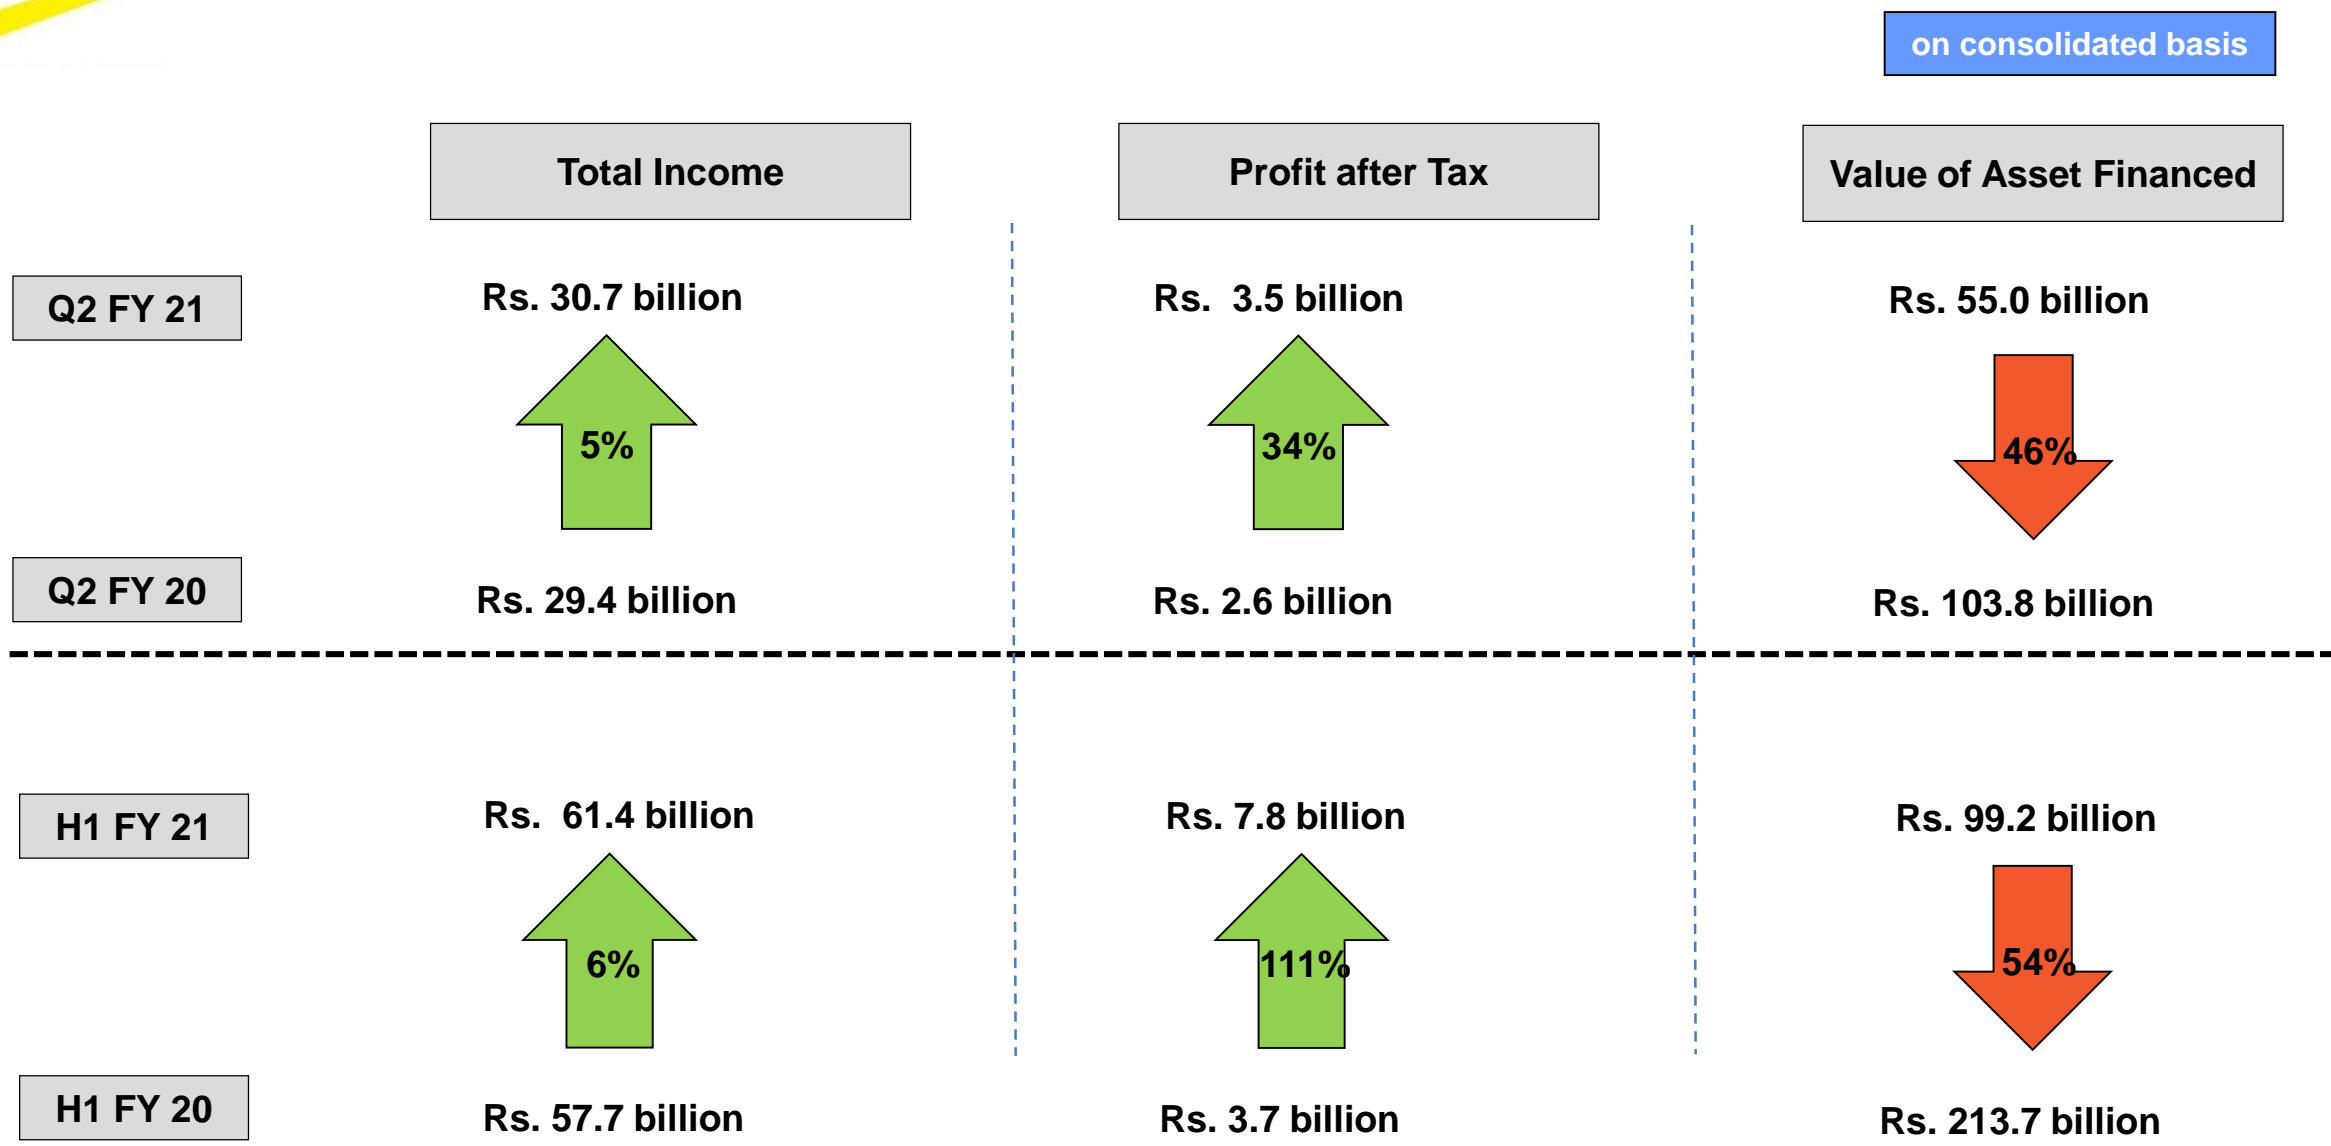 on consolidated basis
Total Income
Profit after Tax
Value of Asset Financed
Q2 FY 21
Rs. 30.7 billion
Rs.  3.5 billion
Rs. 55.0 billion
5%
34%
46%
Q2 FY 20
Rs. 29.4 billion
Rs. 2.6 billion
Rs. 103.8 billion
H1 FY 21
Rs.  61.4 billion
Rs. 7.8 billion
Rs. 99.2 billion
6%
111%
54%
H1 FY 20
Rs. 57.7 billion
Rs. 3.7 billion
Rs. 213.7 billion